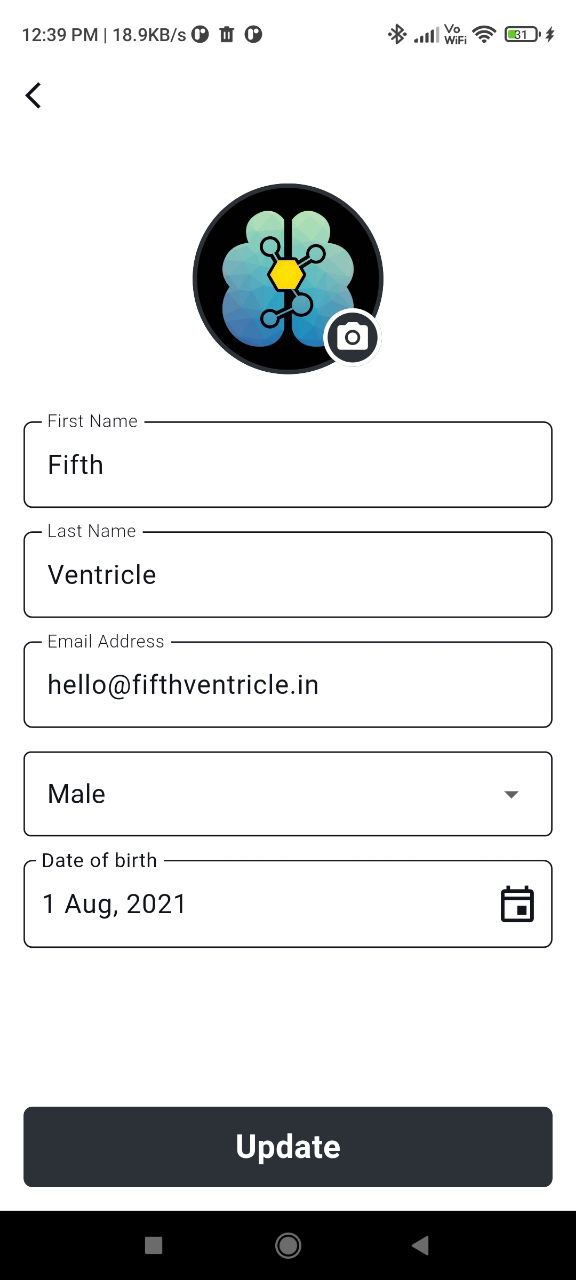 12:39 PM | 18.9KB/s
Vo
WiFi
31
First Name
Fifth
Last Name
Ventricle
Email Address
hello@fifthventricle.in
Male
Date of birth
1 Aug, 2021
Update